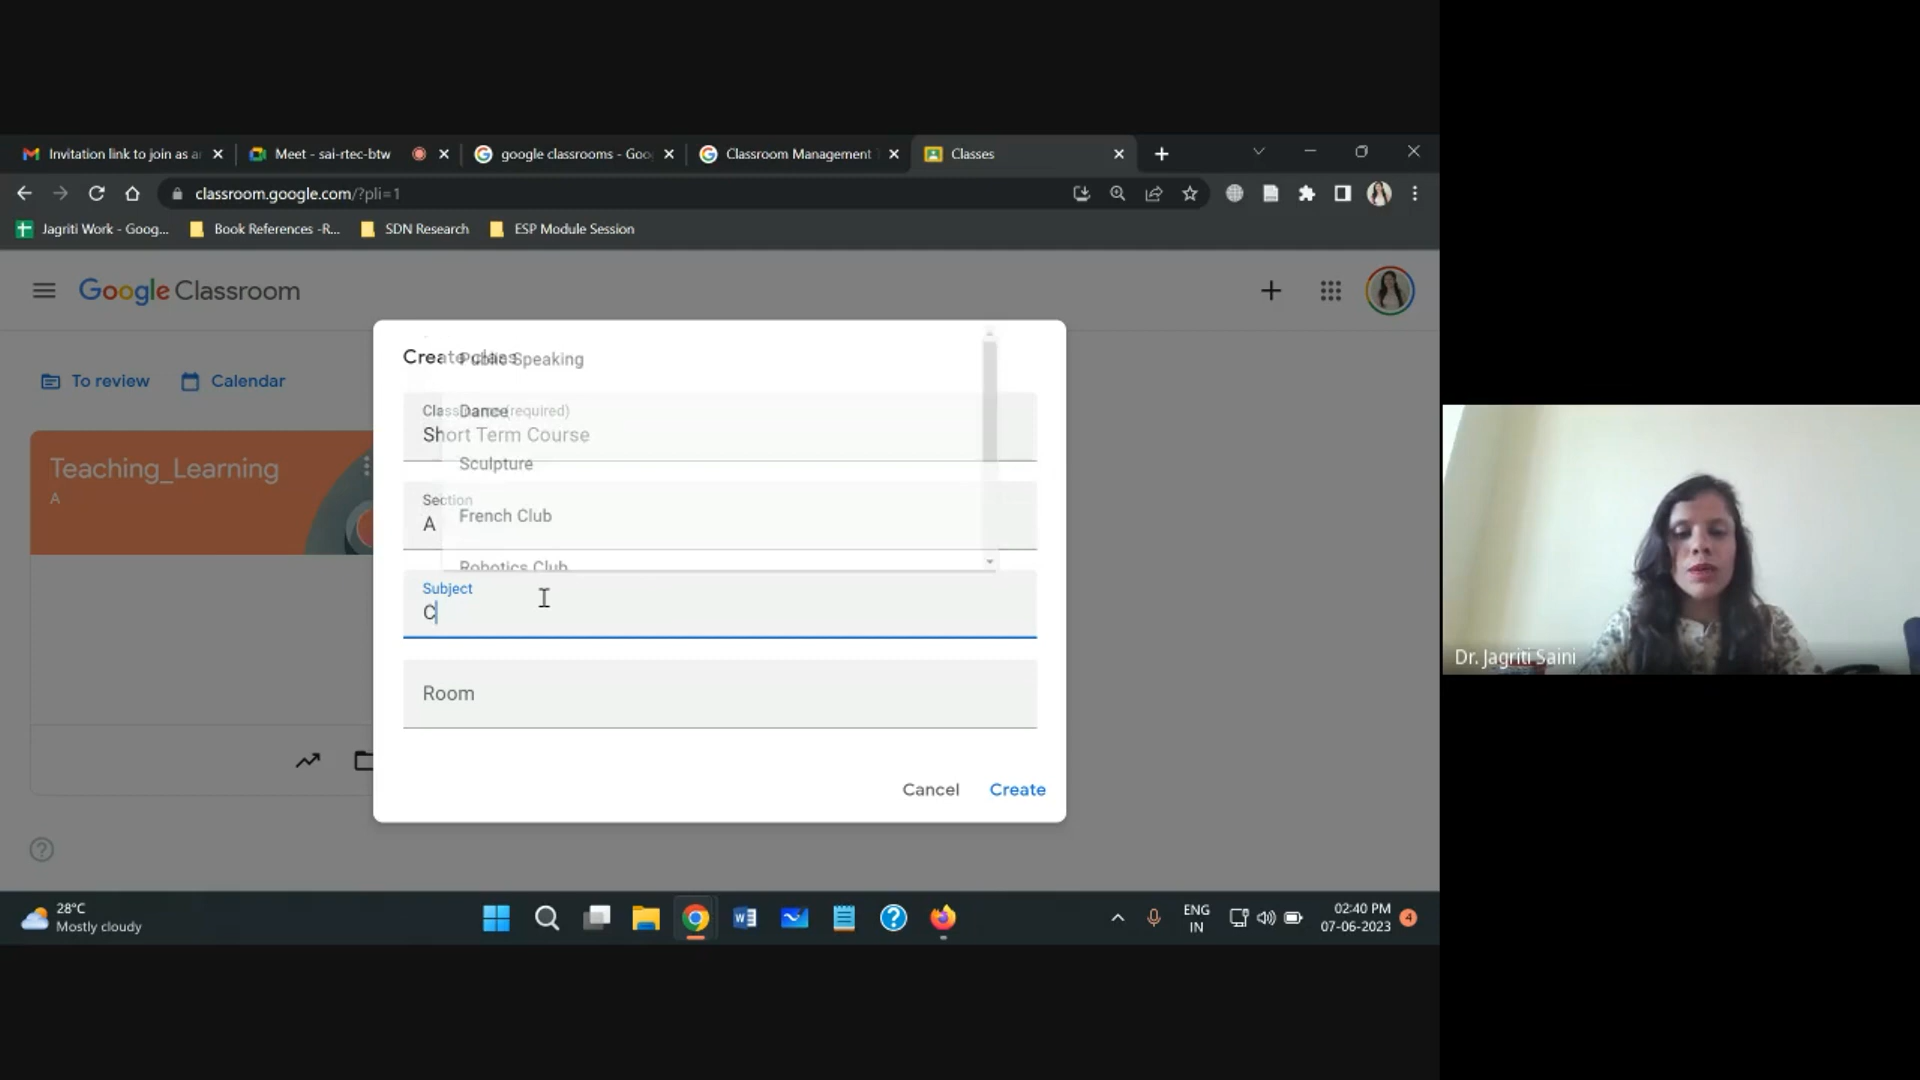 Invitation link to join as a
Meet - sai-rtec-btw
google classrooms - Goo
Classroom Management
Classes
classroom.google.com/?pli=1
Jagriti Work - Goog...
Book References -R...
SDN Research
ESP Module Session
Google Classroom
To review
Calendar
Teaching_Learning
A
Create class
Public Speaking
Class name (required)
Dance
Short Term Course
Sculpture
Section
A
French Club
Robotics Club
Subject
C
Room
Cancel
Create
Dr. Jagriti Saini
28°C
Mostly cloudy
ENG
IN
02:40 PM
07-06-2023
4